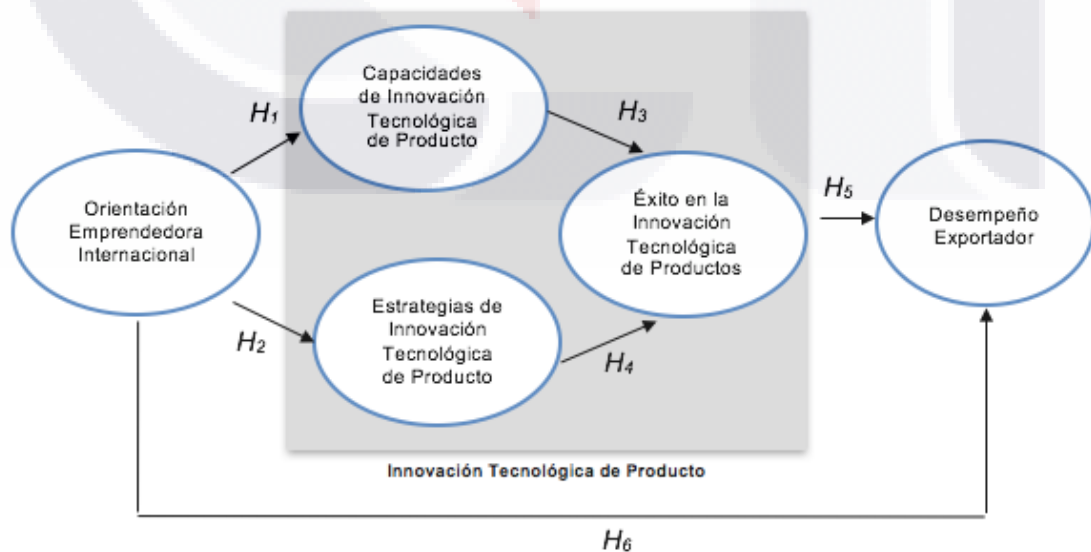 Capacidades
de Innovación
Tecnológica
de Producto
H1
H3
Orientación
Emprendedora
Internacional
Éxito en la
Innovación
Tecnológica
de Productos
H5
Desempeño
Exportador
H2
Estrategias de
Innovación
Tecnológica
de Producto
H4
Innovación Tecnológica de Producto
H6